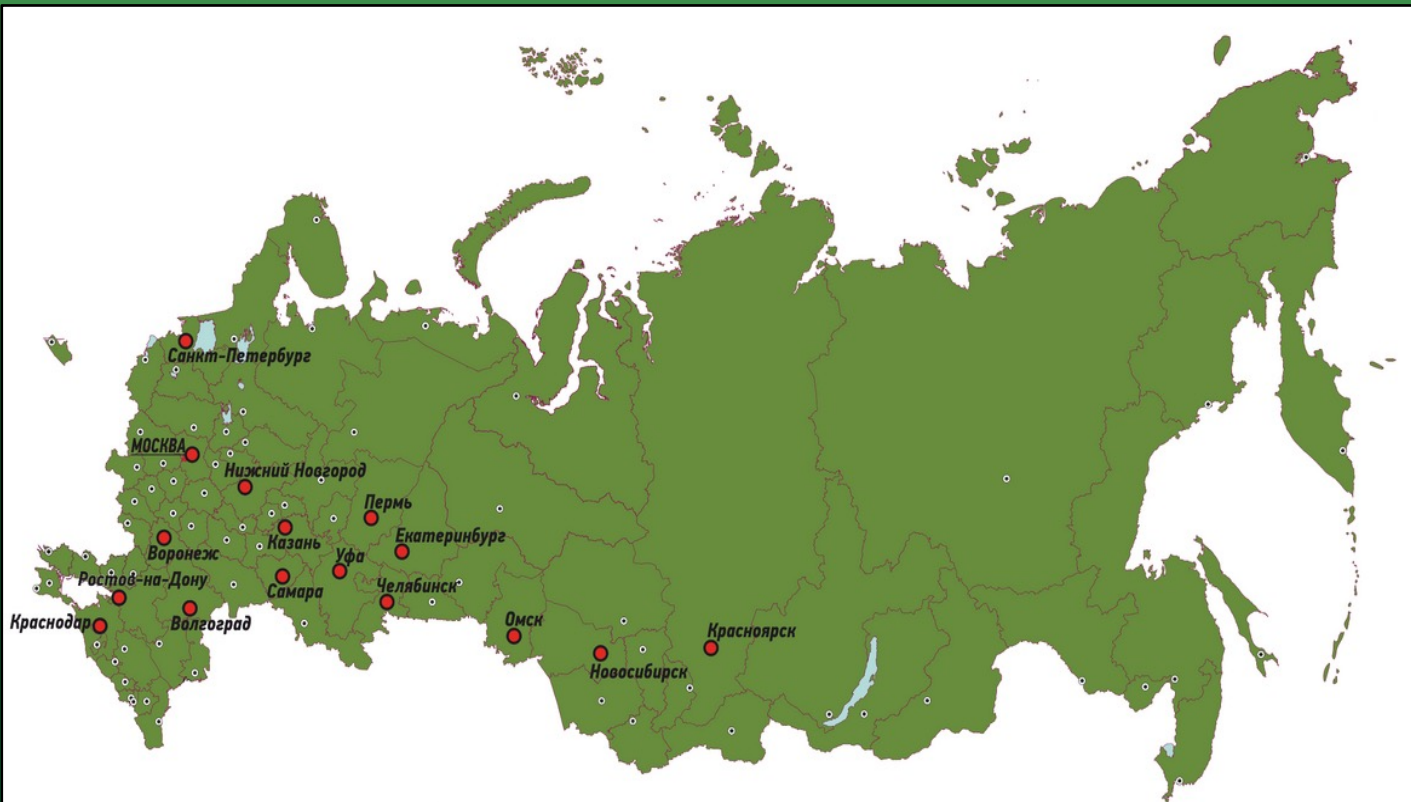 Санкт-Петербург
МОСКВА
Нижний Новгород
Пермь
Екатеринбург
Казань
Воронеж
Уфа
Ростов-на-Дону
Самара
Челябинск
Краснодар
Волгоград
Омск
Красноярск
Новосибирск